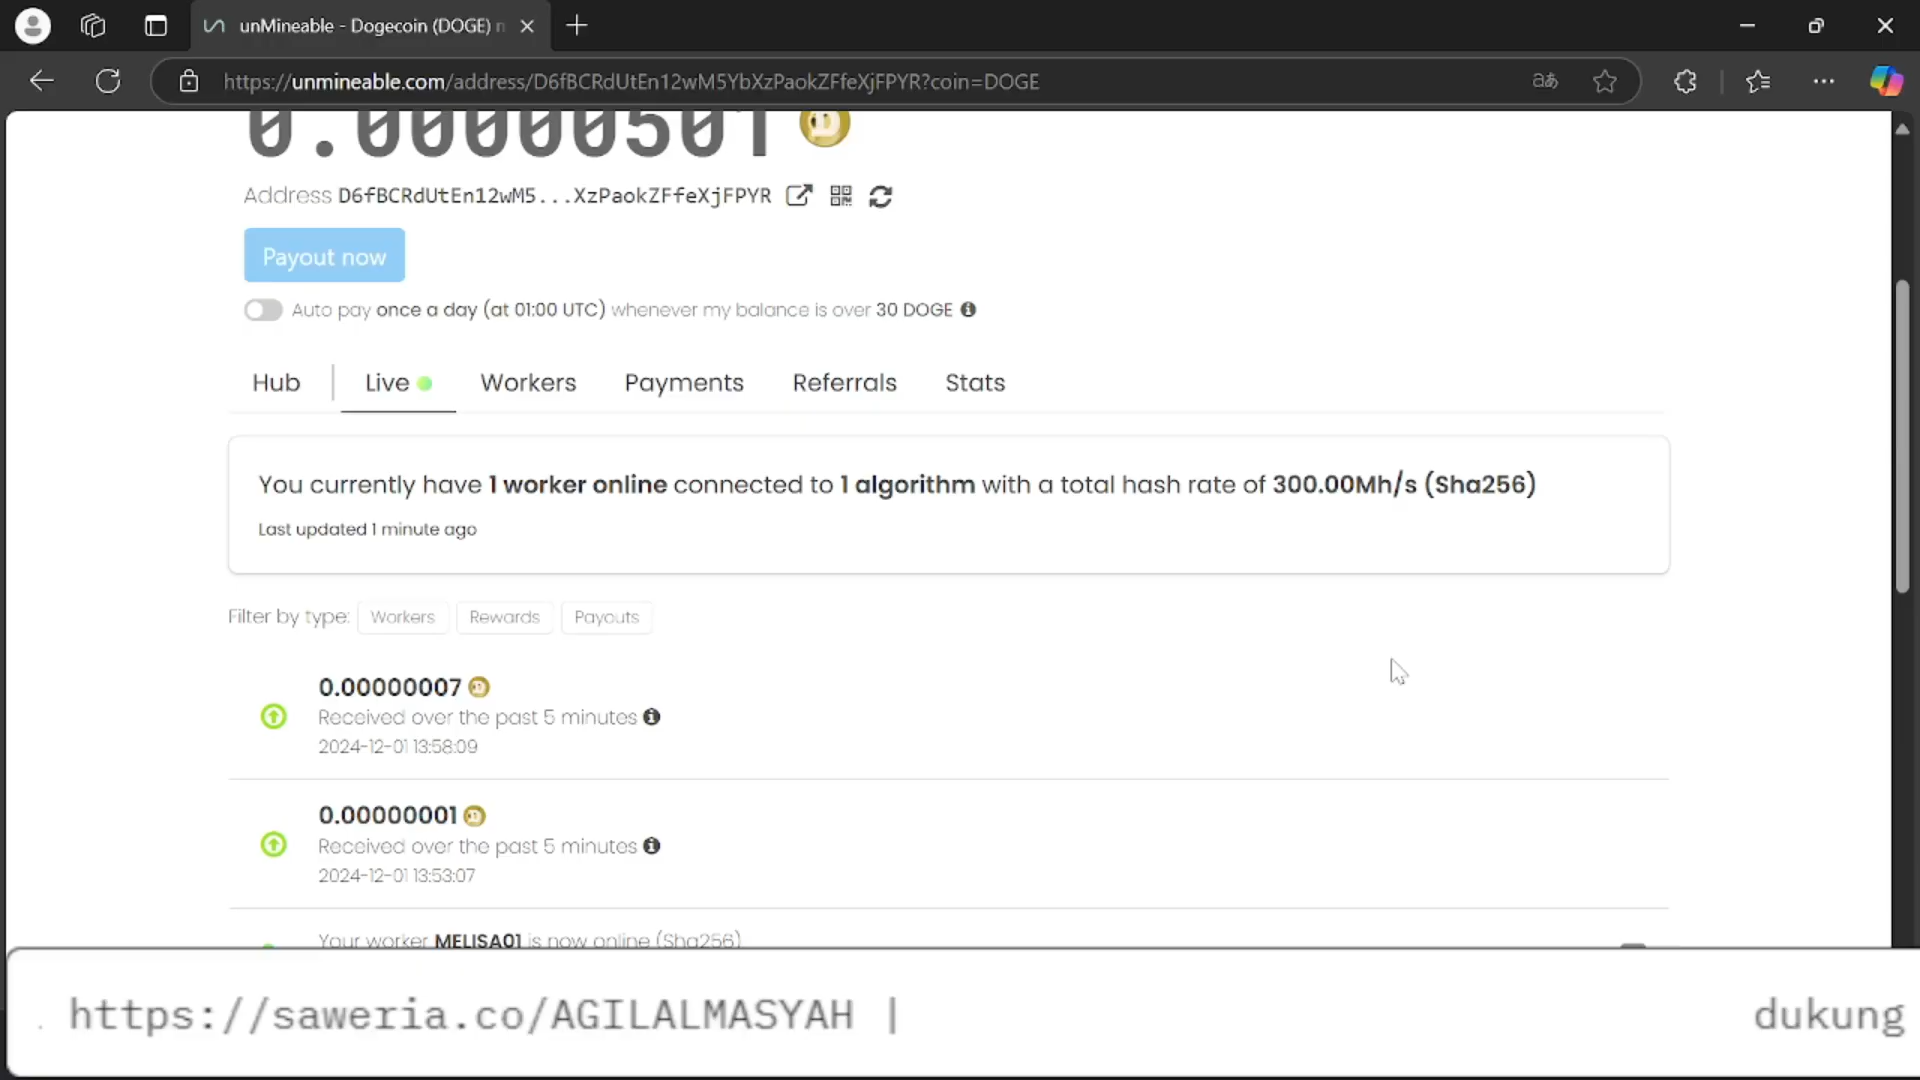 unMineable - Dogecoin (DOGE)
https://unmineable.com/address/D6fBCRdUtEn12wM5YbXzPaokZFfeXjFPYR?coin=DOGE
0.00000501
Address D6fBCRdUtEn12wM5...XzPaokZFfeXjFPYR
Payout now
Auto pay once a day (at 01:00 UTC) whenever my balance is over 30 DOGE
Hub Live Workers Payments Referrals Stats
You currently have 1 worker online connected to 1 algorithm with a total hash rate of 300.00Mh/s (Sha256)
Last updated 1 minute ago
Filter by type: Workers Rewards Payouts
0.00000007
Received over the past 5 minutes
2024-12-01 13:58:09
0.00000001
Received over the past 5 minutes
2024-12-01 13:53:07
Your worker MELISA01 is now online (Sha256)
. https://saweria.co/AGILALMASYAH | dukung